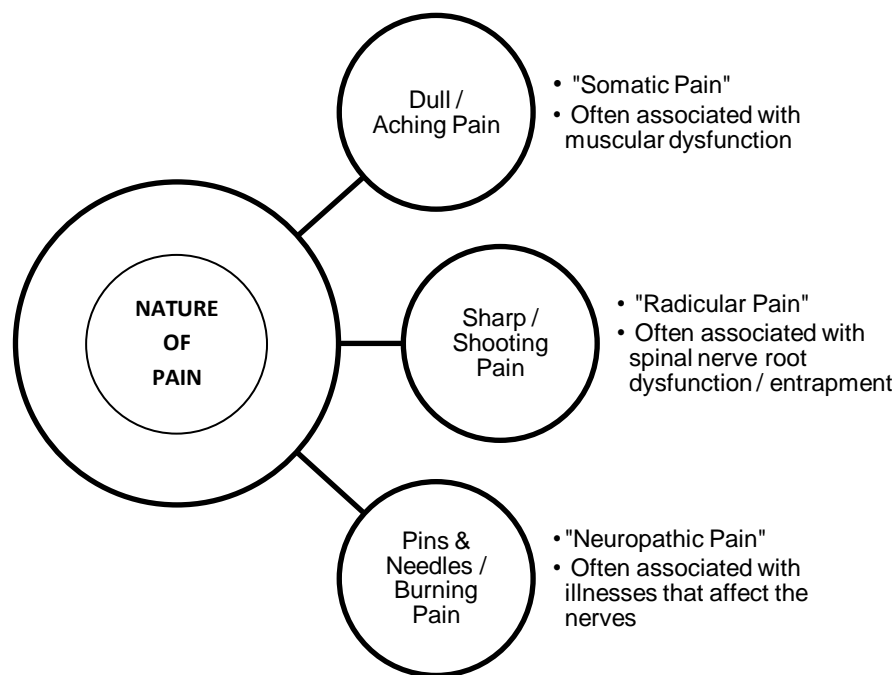 Dull /
Aching Pain
• "Somatic Pain"
• Often associated with
muscular dysfunction
NATURE
OF
PAIN
Sharp /
Shooting
Pain
• "Radicular Pain"
• Often associated with
spinal nerve root
dysfunction / entrapment
Pins &
Needles /
Burning
Pain
• "Neuropathic Pain"
• Often associated with
illnesses that affect the
nerves